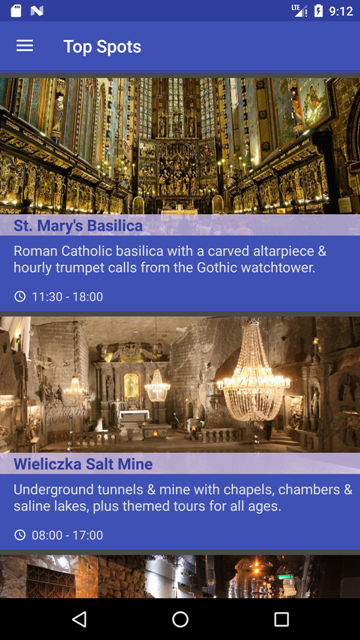 LTE 9:12
Top Spots
St. Mary's Basilica
Roman Catholic basilica with a carved altarpiece &
hourly trumpet calls from the Gothic watchtower.
11:30 - 18:00
Wieliczka Salt Mine
Underground tunnels & mine with chapels, chambers &
saline lakes, plus themed tours for all ages.
08:00 - 17:00